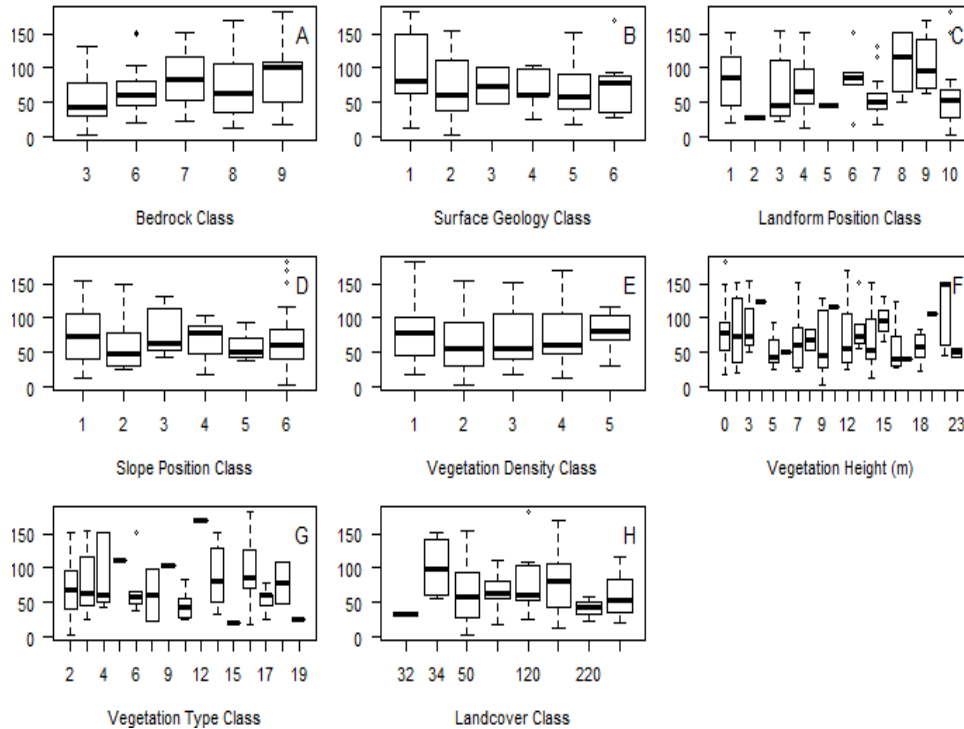 A
B
C
150
100
50
0
150
100
50
0
150
100
50
0
3 6 7 8 9
1 2 3 4 5 6
1 2 3 4 5 6 7 8 9 10
Bedrock Class
Surface Geology Class
Landform Position Class
D
E
F
150
100
50
0
150
100
50
0
150
100
50
0
1 2 3 4 5 6
1 2 3 4 5
0 3 5 7 9 12 15 18 23
Slope Position Class
Vegetation Density Class
Vegetation Height (m)
G
H
150
100
50
0
150
100
50
0
2 4 6 9 12 15 17 19
32 34 50 120 220
Vegetation Type Class
Landcover Class